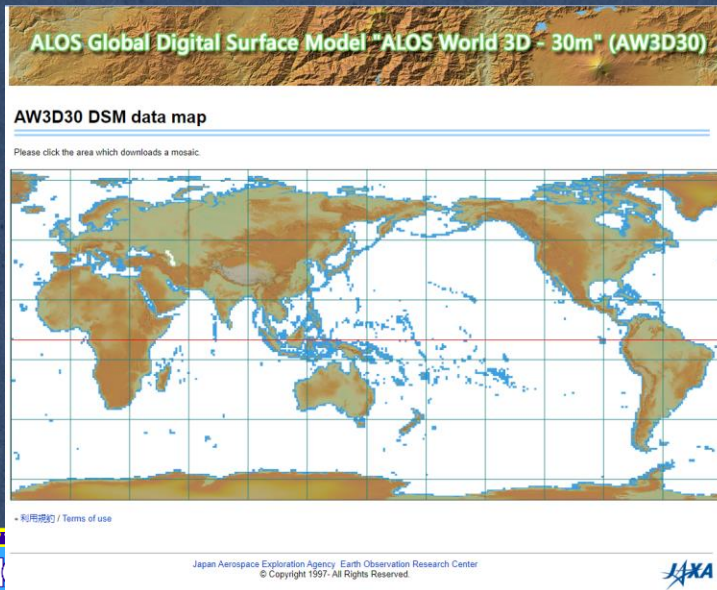 ALOS Global Digital Surface Model "ALOS World 3D - 30m" (AW3D30)
AW3D30 DSM data map
Please click the area which downloads a mosaic.
利用規約 / Terms of use
Japan Aerospace Exploration Agency Earth Observation Research Center
© Copyright 1997- All Rights Reserved.
JAXA